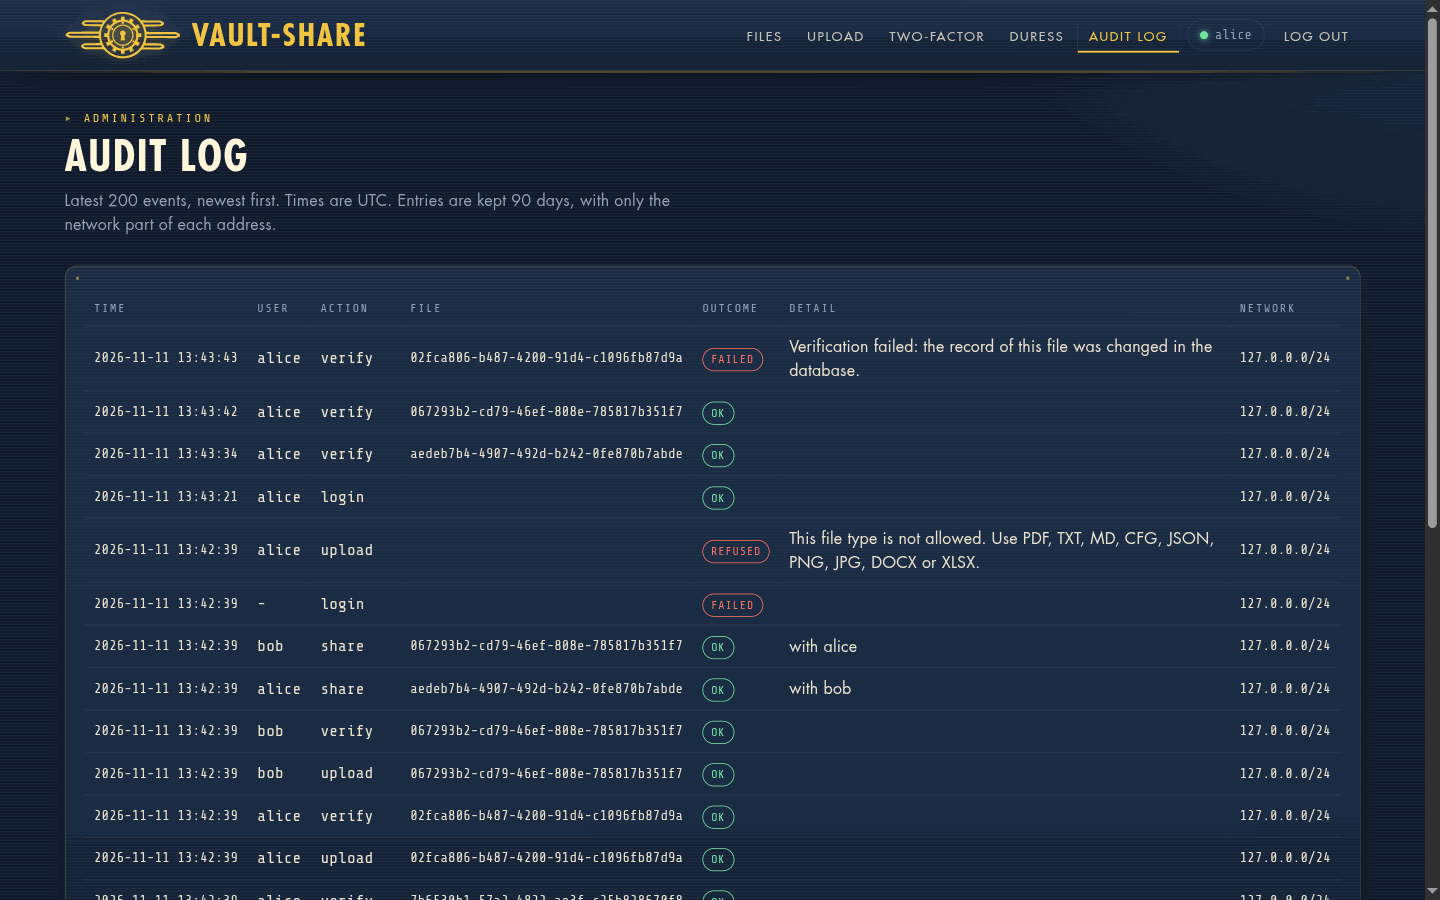 VAULT-SHARE
FILES UPLOAD TWO-FACTOR DURESS AUDIT LOG alice LOG OUT
ADMINISTRATION
AUDIT LOG
Latest 200 events, newest first. Times are UTC. Entries are kept 90 days, with only the
network part of each address.
TIME USER ACTION FILE OUTCOME DETAIL NETWORK
2026-11-11 13:43:43 alice verify 02fca806-b487-4200-91d4-c1096fb87d9a FAILED Verification failed: the record of this file was changed in the database. 127.0.0.0/24
2026-11-11 13:43:42 alice verify 067293b2-cd79-46ef-808e-785817b351f7 OK 127.0.0.0/24
2026-11-11 13:43:34 alice verify aedeb7b4-4907-492d-b242-0fe870b7abde OK 127.0.0.0/24
2026-11-11 13:43:21 alice login OK 127.0.0.0/24
2026-11-11 13:42:39 alice upload REFUSED This file type is not allowed. Use PDF, TXT, MD, CFG, JSON, PNG, JPG, DOCX or XLSX. 127.0.0.0/24
2026-11-11 13:42:39 - login FAILED 127.0.0.0/24
2026-11-11 13:42:39 bob share 067293b2-cd79-46ef-808e-785817b351f7 OK with alice 127.0.0.0/24
2026-11-11 13:42:39 alice share aedeb7b4-4907-492d-b242-0fe870b7abde OK with bob 127.0.0.0/24
2026-11-11 13:42:39 bob verify 067293b2-cd79-46ef-808e-785817b351f7 OK 127.0.0.0/24
2026-11-11 13:42:39 bob upload 067293b2-cd79-46ef-808e-785817b351f7 OK 127.0.0.0/24
2026-11-11 13:42:39 alice verify 02fca806-b487-4200-91d4-c1096fb87d9a OK 127.0.0.0/24
2026-11-11 13:42:39 alice upload 02fca806-b487-4200-91d4-c1096fb87d9a OK 127.0.0.0/24